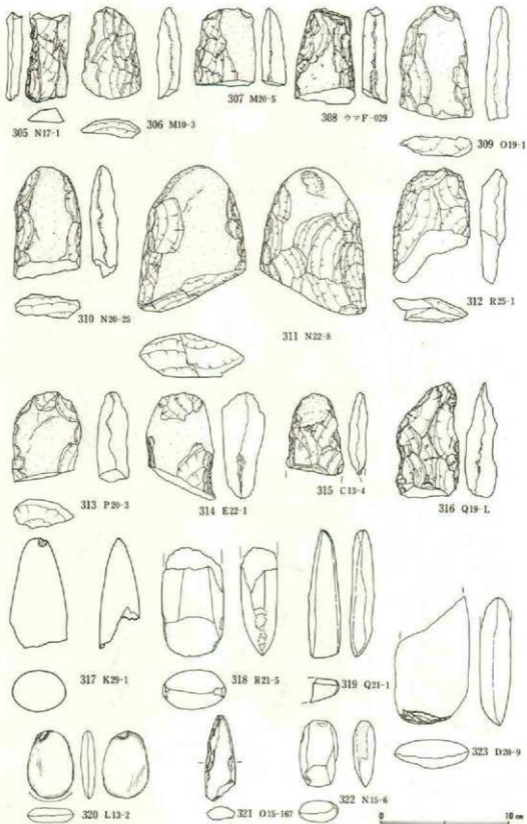 305 N17-1
306 M10-3
307 M20-5
308 ウマF-029
309 O19-1
310 N20-25
311 N22-8
312 R25-1
313 P20-3
314 E22-1
315 C13-4
316 Q19-L
317 K29-1
318 R21-5
319 Q21-1
320 L13-2
321 O15-167
322 N15-6
323 D20-9
0 10 cm